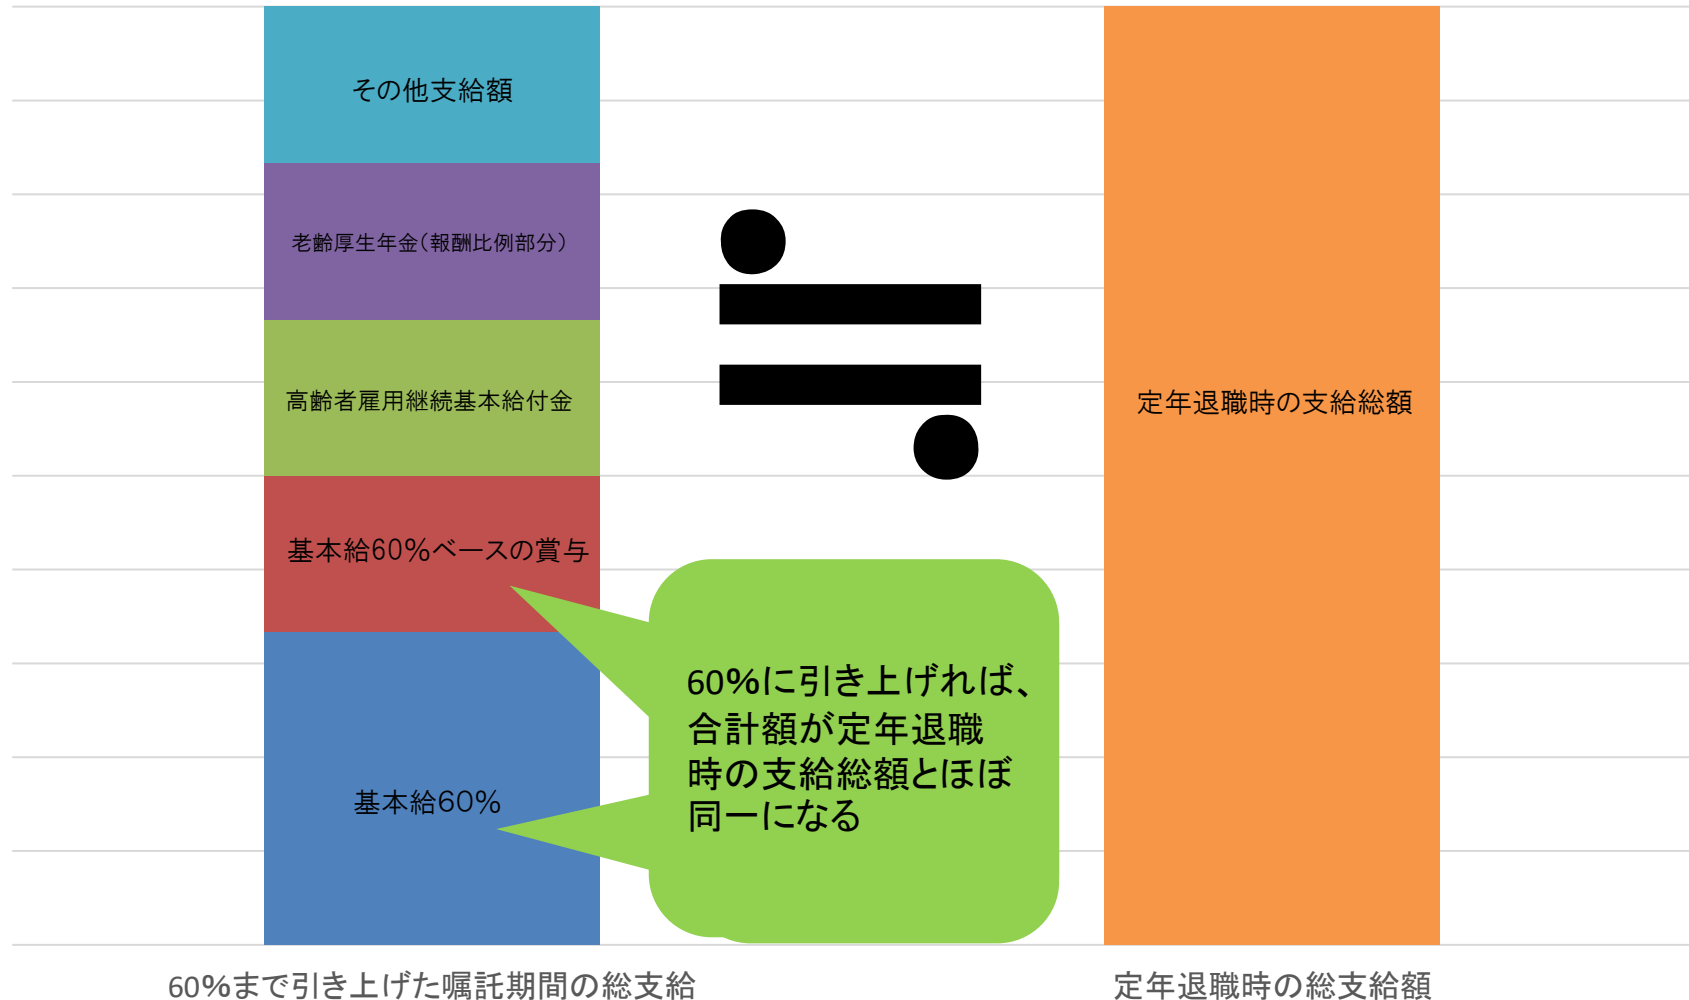 その他支給額
老齢厚生年金(報酬比例部分)
高齢者雇用継続基本給付金
基本給60%ベースの賞与
基本給60%
≒
60%に引き上げれば、
合計額が定年退職
時の支給総額とほぼ
同一になる
定年退職時の支給総額
60%まで引き上げた嘱託期間の総支給
定年退職時の総支給額